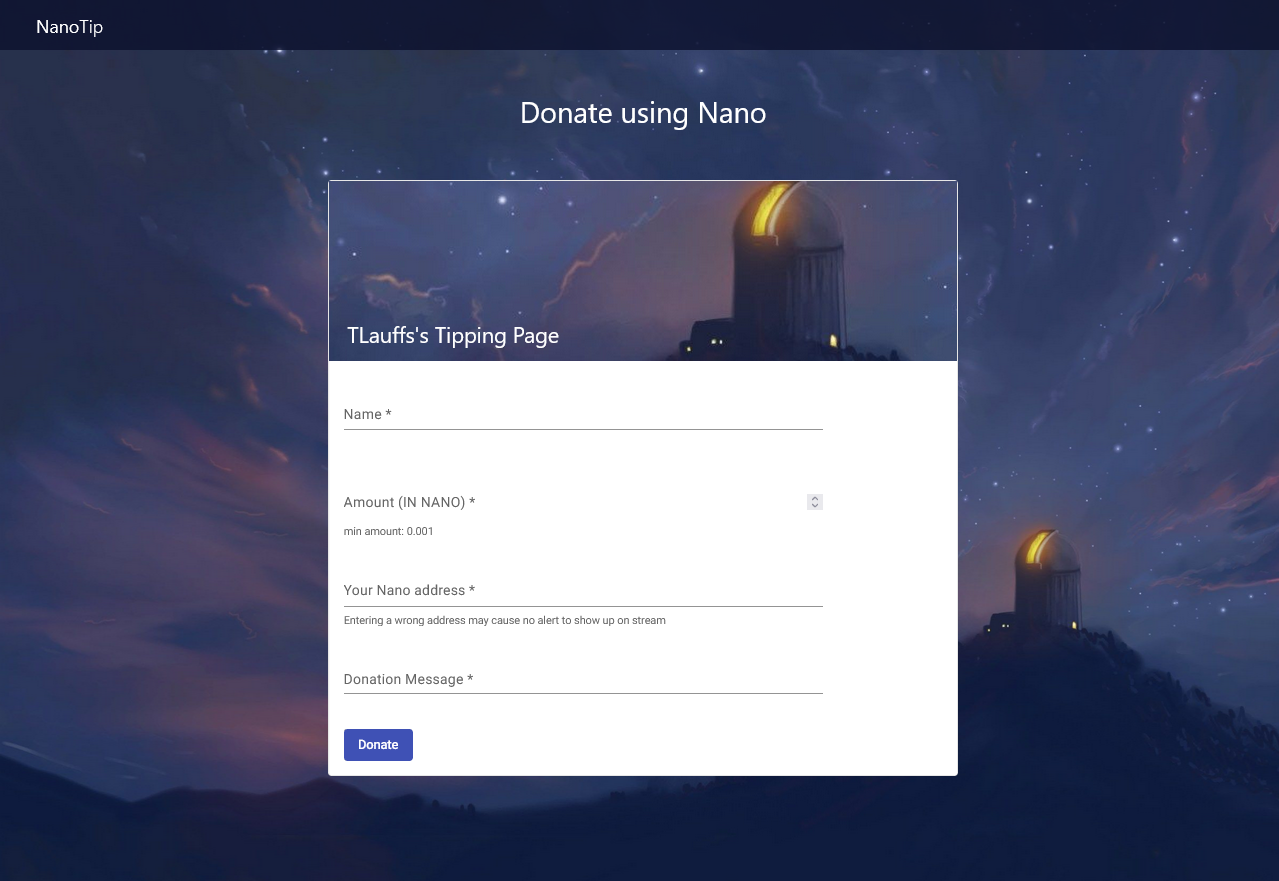 NanoTip
Donate using Nano
TLauffs's Tipping Page
Name *
Amount (IN NANO) *
min amount: 0.001
Your Nano address *
Entering a wrong address may cause no alert to show up on stream
Donation Message *
Donate